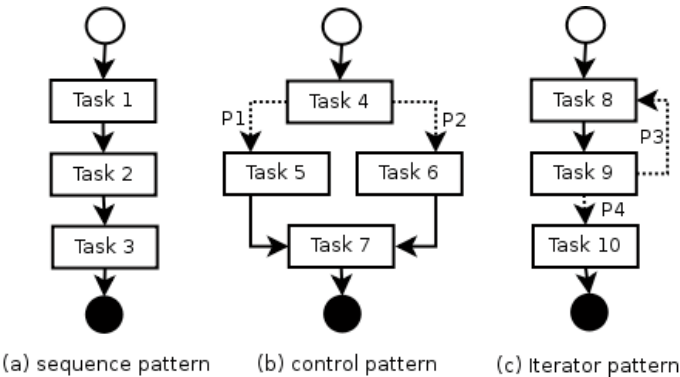 Task 1
Task 2
Task 3
(a) sequence pattern
Task 4
P1
P2
Task 5
Task 6
Task 7
(b) control pattern
Task 8
P3
Task 9
P4
Task 10
(c) Iterator pattern